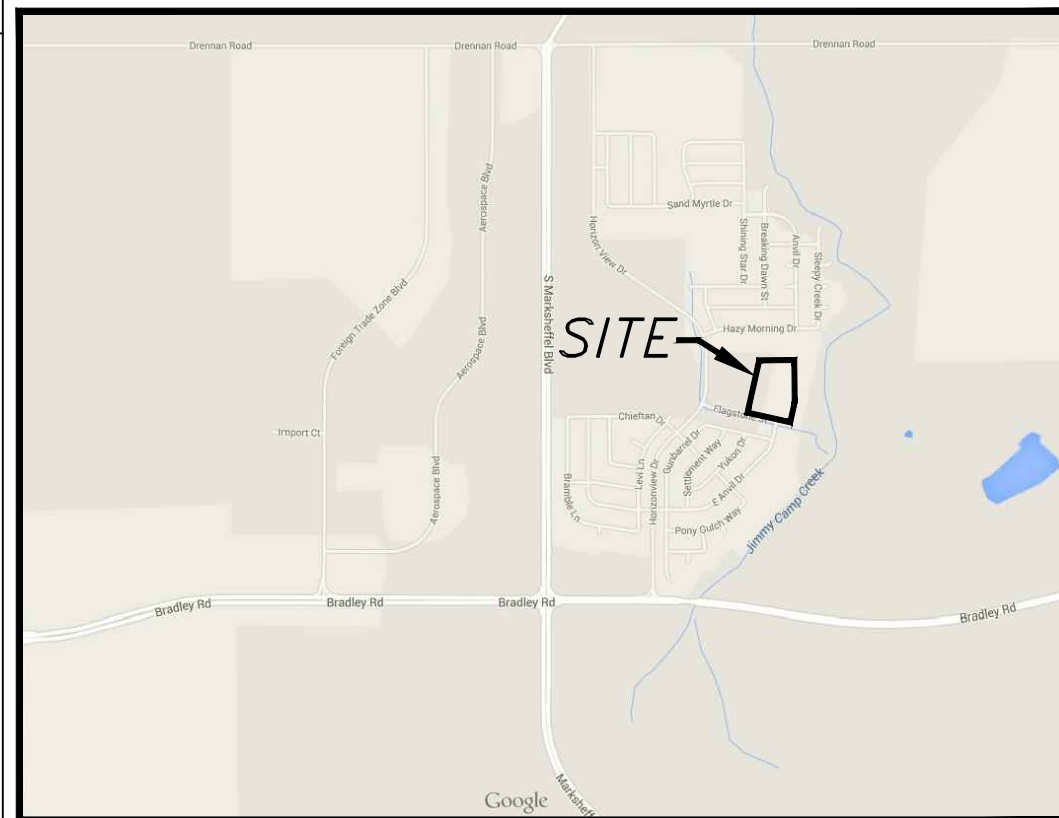 Drennan Road
Drennan Road
Drennan Road
Aerospace Blvd
Sand Myrtle Dr
Horizon View Dr
Shining Star Dr
Breaking Dawn St
Anvil Dr
Sleepy Creek Dr
Foreign Trade Zone Blvd
S Marksheffel Blvd
Aerospace Blvd
Hazy Morning Dr
SITE
Chieftan Dr
Import Ct
Gunbarrel Dr
Settlement Way
Yukon Dr
Levi Ln
Horizonview Dr
Bramble Ln
E Anvil Dr
Aerospace Blvd
Pony Gulch Way
Jimmy Camp Creek
Bradley Rd
Bradley Rd
Bradley Rd
Bradley Rd
Google